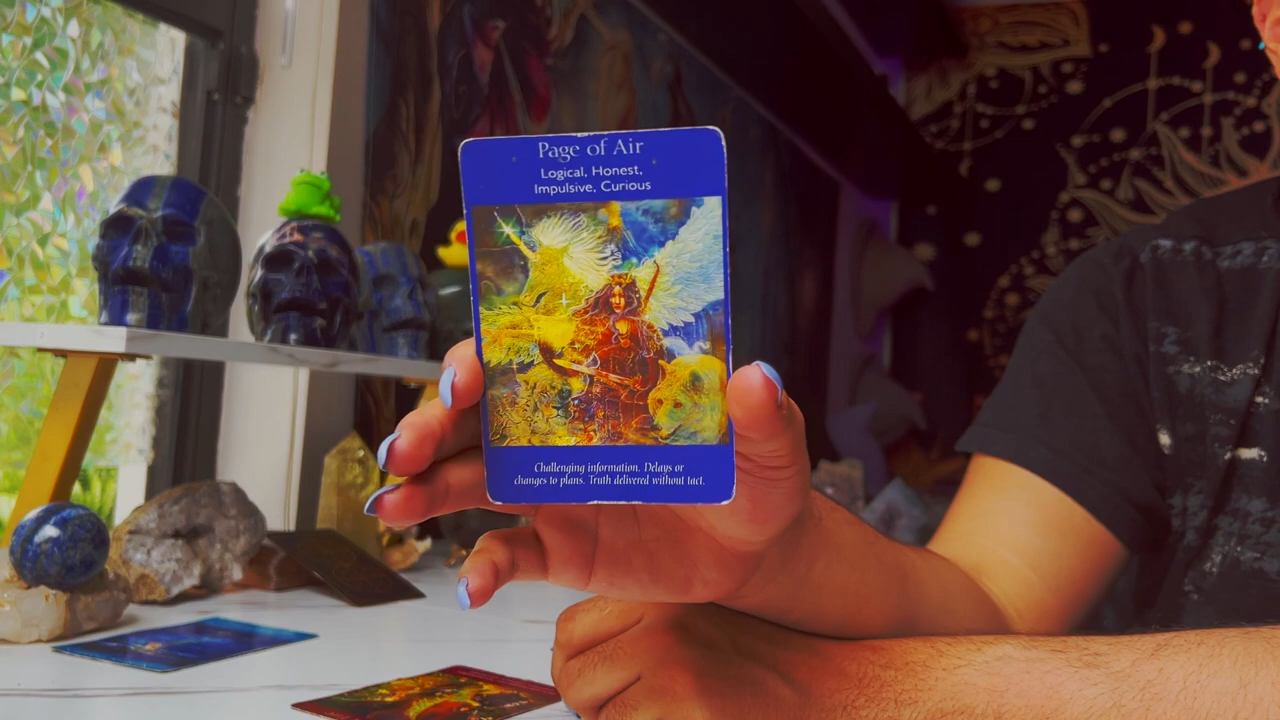 Page of Air
Logical, Honest,
Impulsive, Curious
Challenging information. Delays or
changes to plans. Truth delivered without tact.